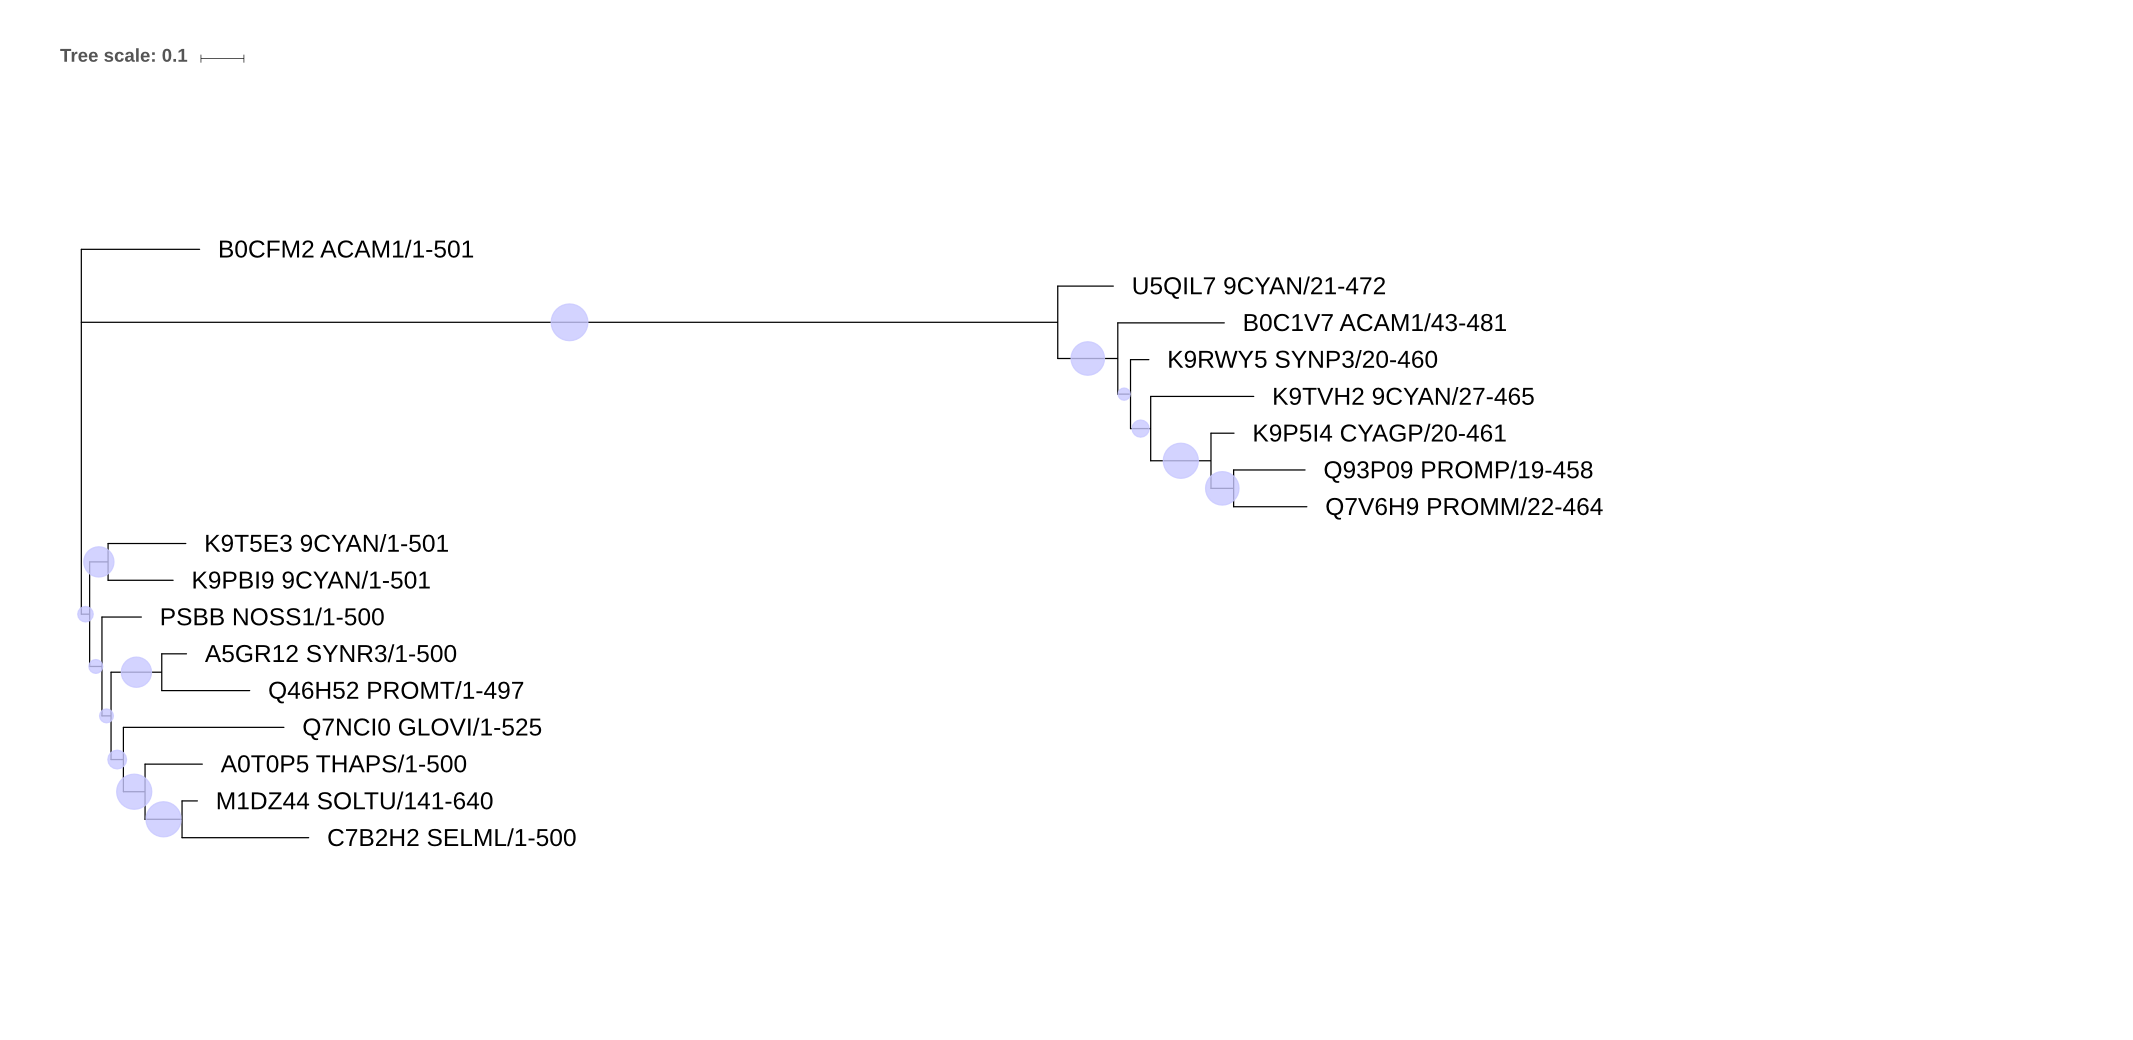 Tree scale: 0.1
B0CFM2 ACAM1/1-501
U5QIL7 9CYAN/21-472
B0C1V7 ACAM1/43-481
K9RWY5 SYNP3/20-460
K9TVH2 9CYAN/27-465
K9P5I4 CYAGP/20-461
Q93P09 PROMP/19-458
Q7V6H9 PROMM/22-464
K9T5E3 9CYAN/1-501
K9PBI9 9CYAN/1-501
PSBB NOSS1/1-500
A5GR12 SYNR3/1-500
Q46H52 PROMT/1-497
Q7NCI0 GLOVI/1-525
A0T0P5 THAPS/1-500
M1DZ44 SOLTU/141-640
C7B2H2 SELML/1-500